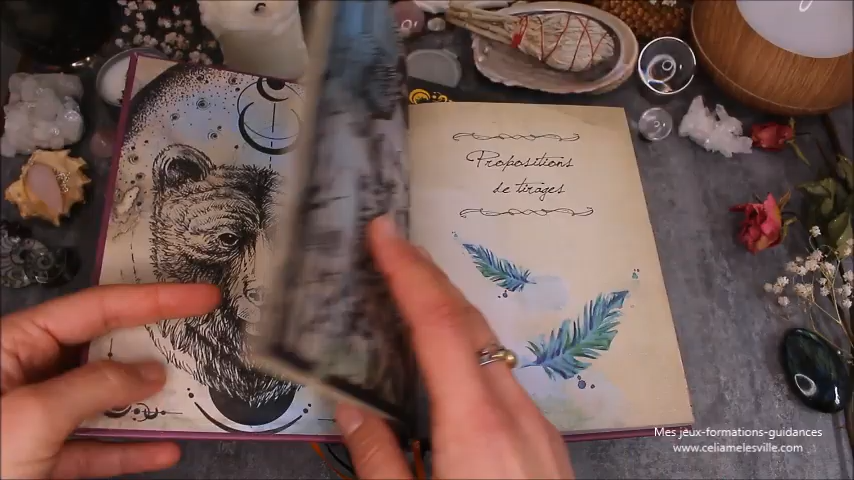 Propositions
de tirages
Mes jeux-formations-guidances
www.celiamelesville.com